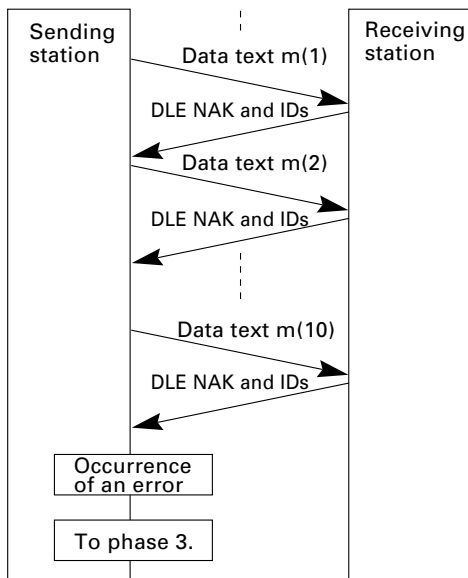 Sending
station
Receiving
station
Data text m(1)
DLE NAK and IDs
Data text m(2)
DLE NAK and IDs
Data text m(10)
DLE NAK and IDs
Occurrence
of an error
To phase 3.